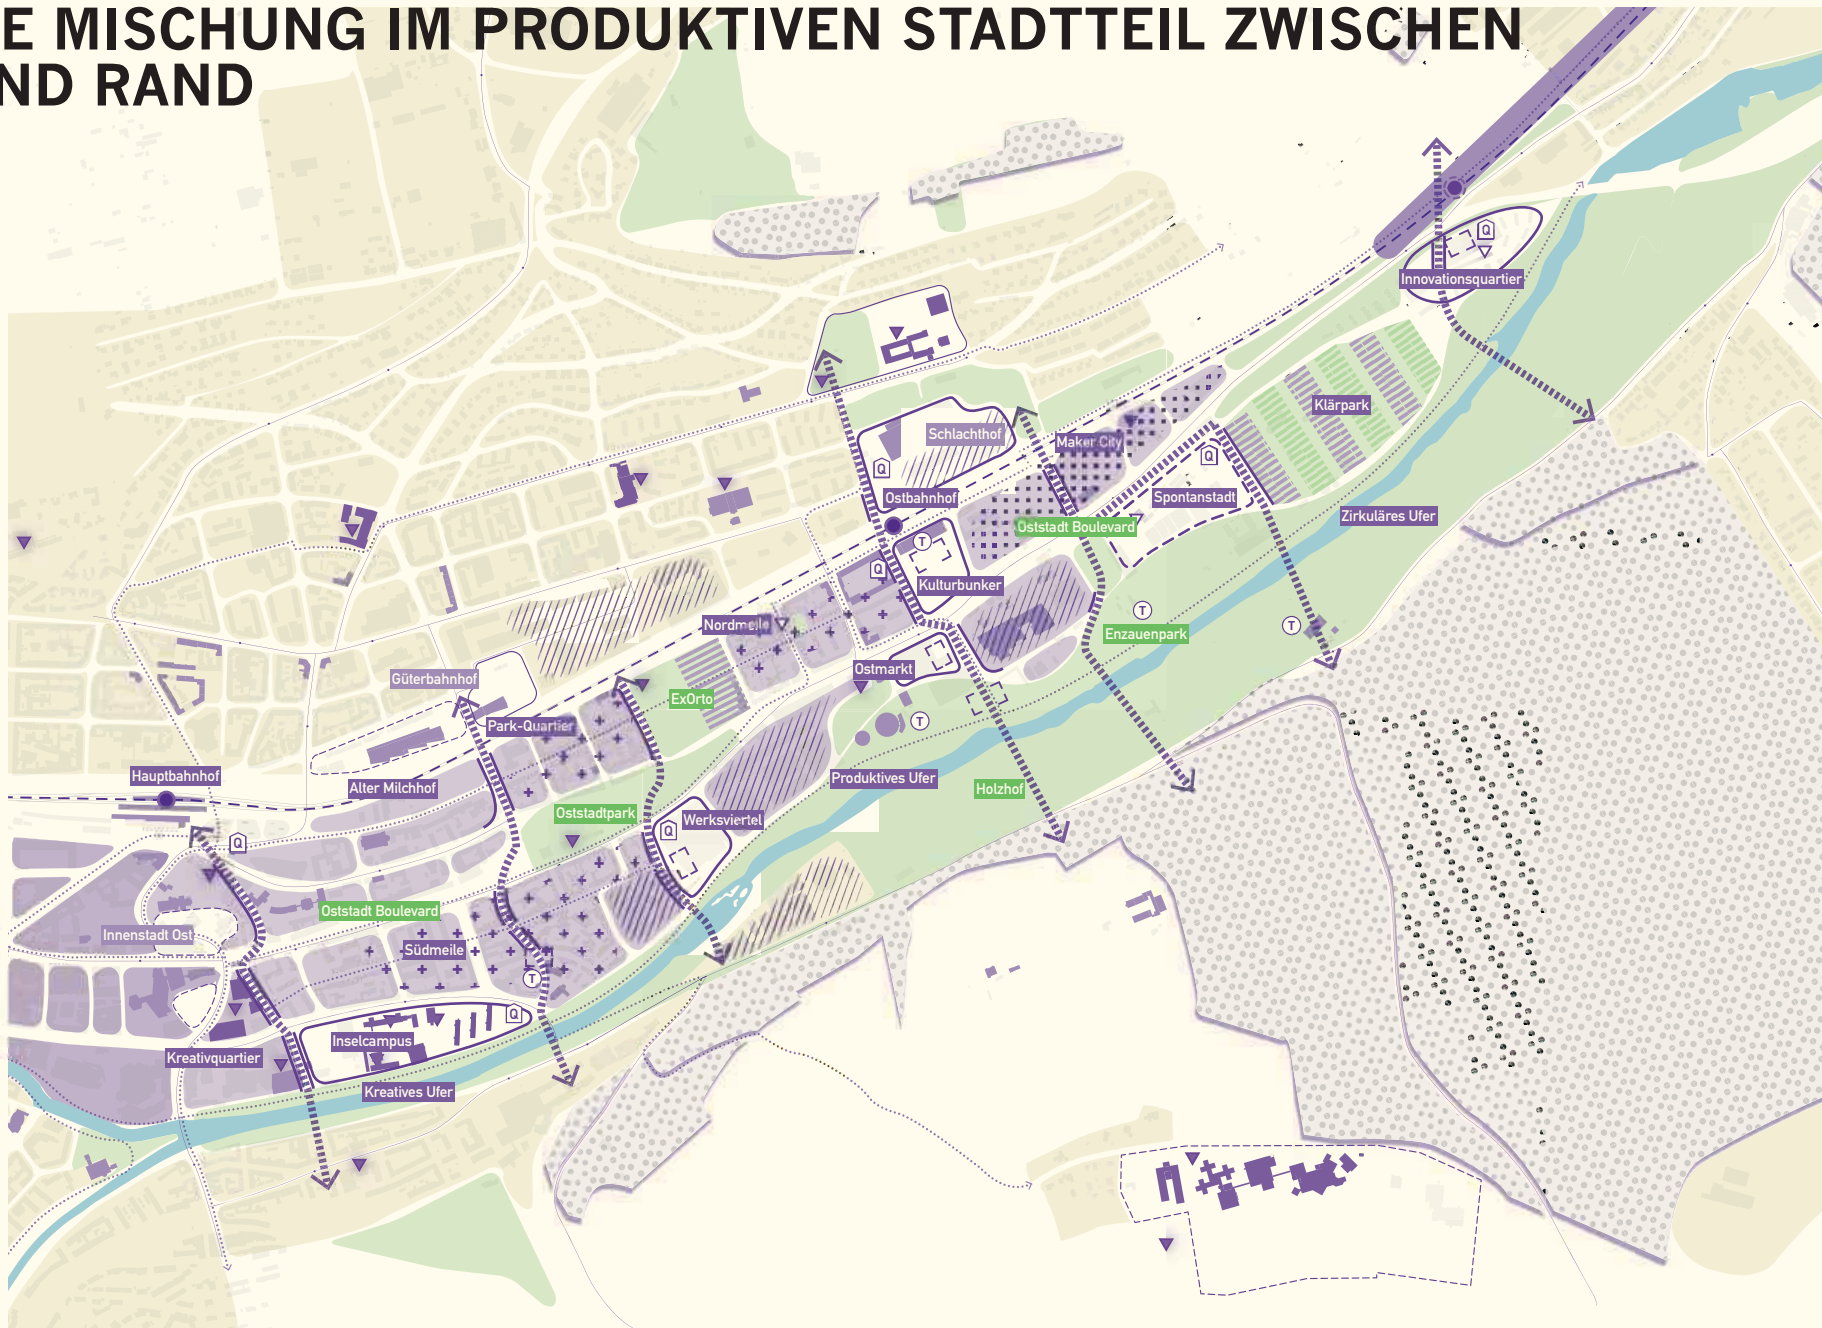 E MISCHUNG IM PRODUKTIVEN STADTTEIL ZWISCHEN
ND RAND
Q
Innovationsquartier
Klärpark
Schlachthof
Maker City
Q
Q
Ostbahnhof
Spontanstadt
Zirkuläres Ufer
Oststadt Boulevard
T
Q
Kulturbunker
T
T
Nordmeile
Enzauenpark
Ostmarkt
Güterbahnhof
ExOrto
T
Park-Quartier
Hauptbahnhof
Produktives Ufer
Alter Milchhof
Holzhof
Oststadtpark
Werksviertel
Q
Q
Oststadt Boulevard
Innenstadt Ost
Südmeile
T
Q
Inselcampus
Kreativquartier
Kreatives Ufer